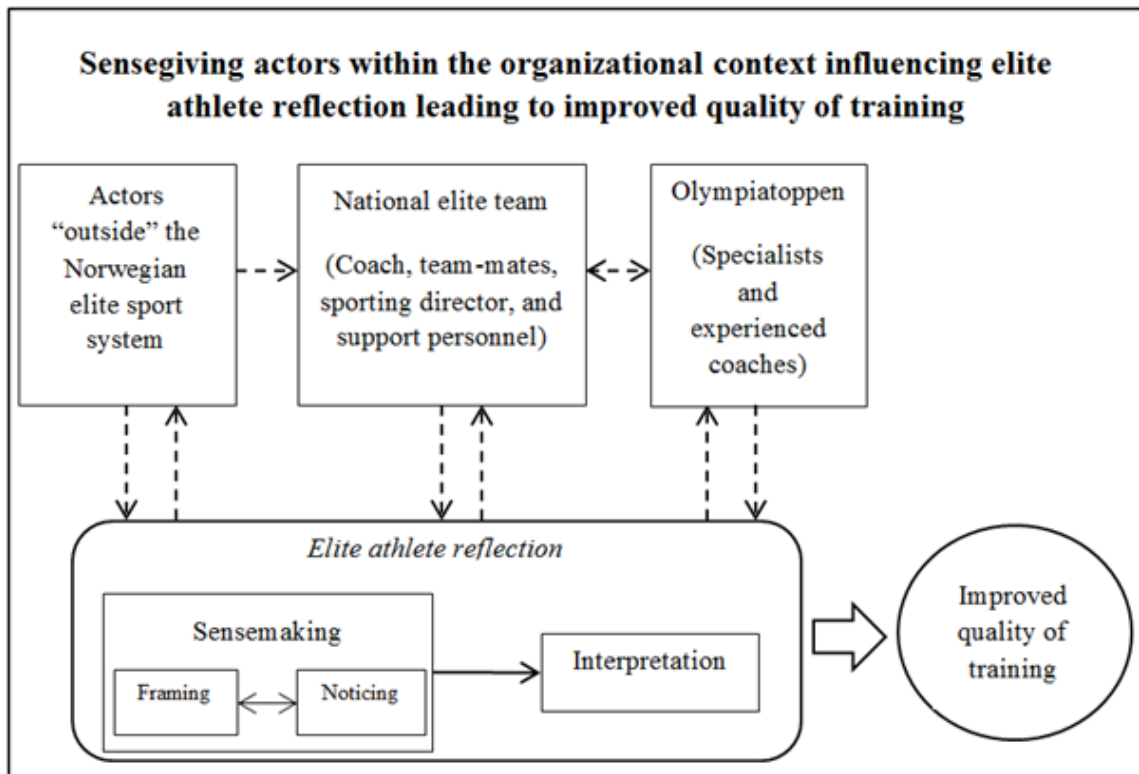 Sensegiving actors within the organizational context influencing elite
athlete reflection leading to improved quality of training
Actors
“outside” the
Norwegian
elite sport
system
National elite team
(Coach, team-mates,
sporting director, and
support personnel)
Olympiatoppen
(Specialists
and
experienced
coaches)
Elite athlete reflection
Sensemaking
Framing
Noticing
Interpretation
Improved
quality of
training